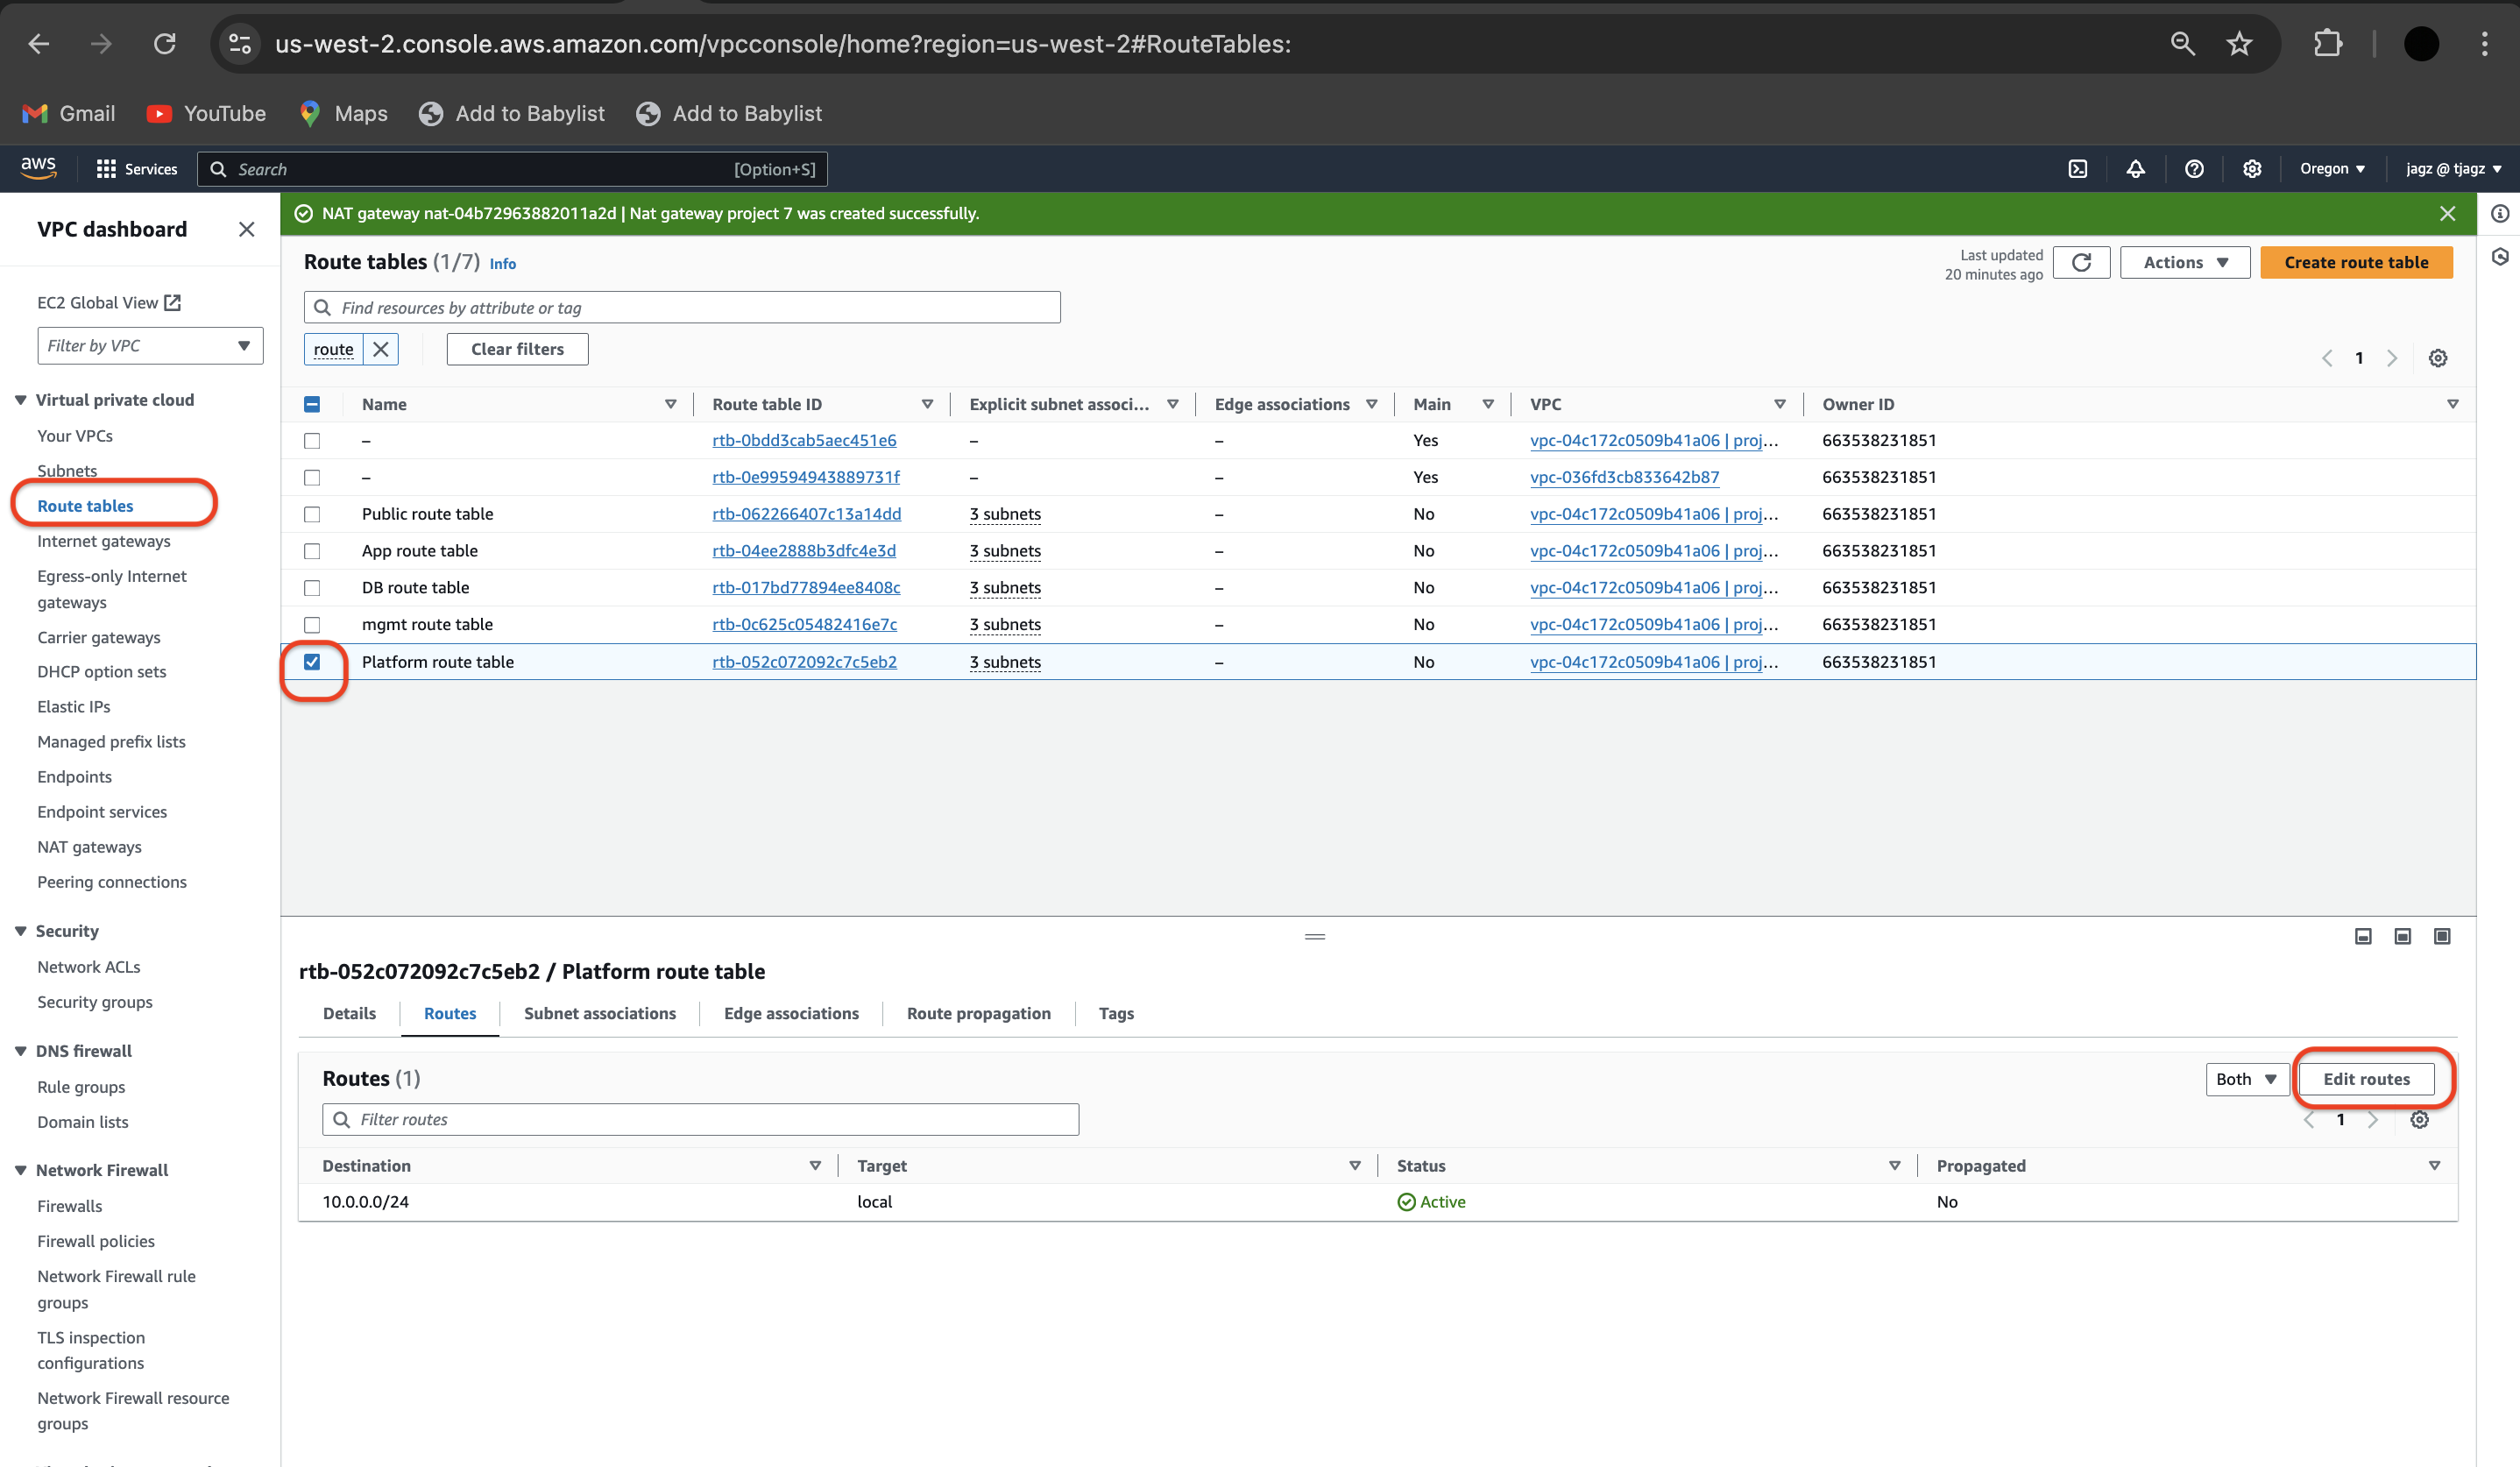 us-west-2.console.aws.amazon.com/vpcconsole/home?region=us-west-2#RouteTables:
Gmail YouTube Maps Add to Babylist Add to Babylist
aws Services Search [Option+S] Oregon jagz @ tjagz
NAT gateway nat-04b72963882011a2d | Nat gateway project 7 was created successfully.
VPC dashboard
EC2 Global View
Filter by VPC
Virtual private cloud
Your VPCs
Subnets
Route tables
Internet gateways
Egress-only Internet
gateways
Carrier gateways
DHCP option sets
Elastic IPs
Managed prefix lists
Endpoints
Endpoint services
NAT gateways
Peering connections
Security
Network ACLs
Security groups
DNS firewall
Rule groups
Domain lists
Network Firewall
Firewalls
Firewall policies
Network Firewall rule
groups
TLS inspection
configurations
Network Firewall resource
groups
Route tables (1/7) Info
Last updated
20 minutes ago
Actions
Create route table
Find resources by attribute or tag
route
Clear filters
1
Name Route table ID Explicit subnet associ... Edge associations Main VPC Owner ID
– rtb-0bdd3cab5aec451e6 – – Yes vpc-04c172c0509b41a06 | proj... 663538231851
– rtb-0e99594943889731f – – Yes vpc-036fd3cb833642b87 663538231851
Public route table rtb-062266407c13a14dd 3 subnets – No vpc-04c172c0509b41a06 | proj... 663538231851
App route table rtb-04ee2888b3dfc4e3d 3 subnets – No vpc-04c172c0509b41a06 | proj... 663538231851
DB route table rtb-017bd77894ee8408c 3 subnets – No vpc-04c172c0509b41a06 | proj... 663538231851
mgmt route table rtb-0c625c05482416e7c 3 subnets – No vpc-04c172c0509b41a06 | proj... 663538231851
Platform route table rtb-052c072092c7c5eb2 3 subnets – No vpc-04c172c0509b41a06 | proj... 663538231851
rtb-052c072092c7c5eb2 / Platform route table
Details Routes Subnet associations Edge associations Route propagation Tags
Routes (1)
Both
Edit routes
Filter routes
1
Destination Target Status Propagated
10.0.0.0/24 local Active No